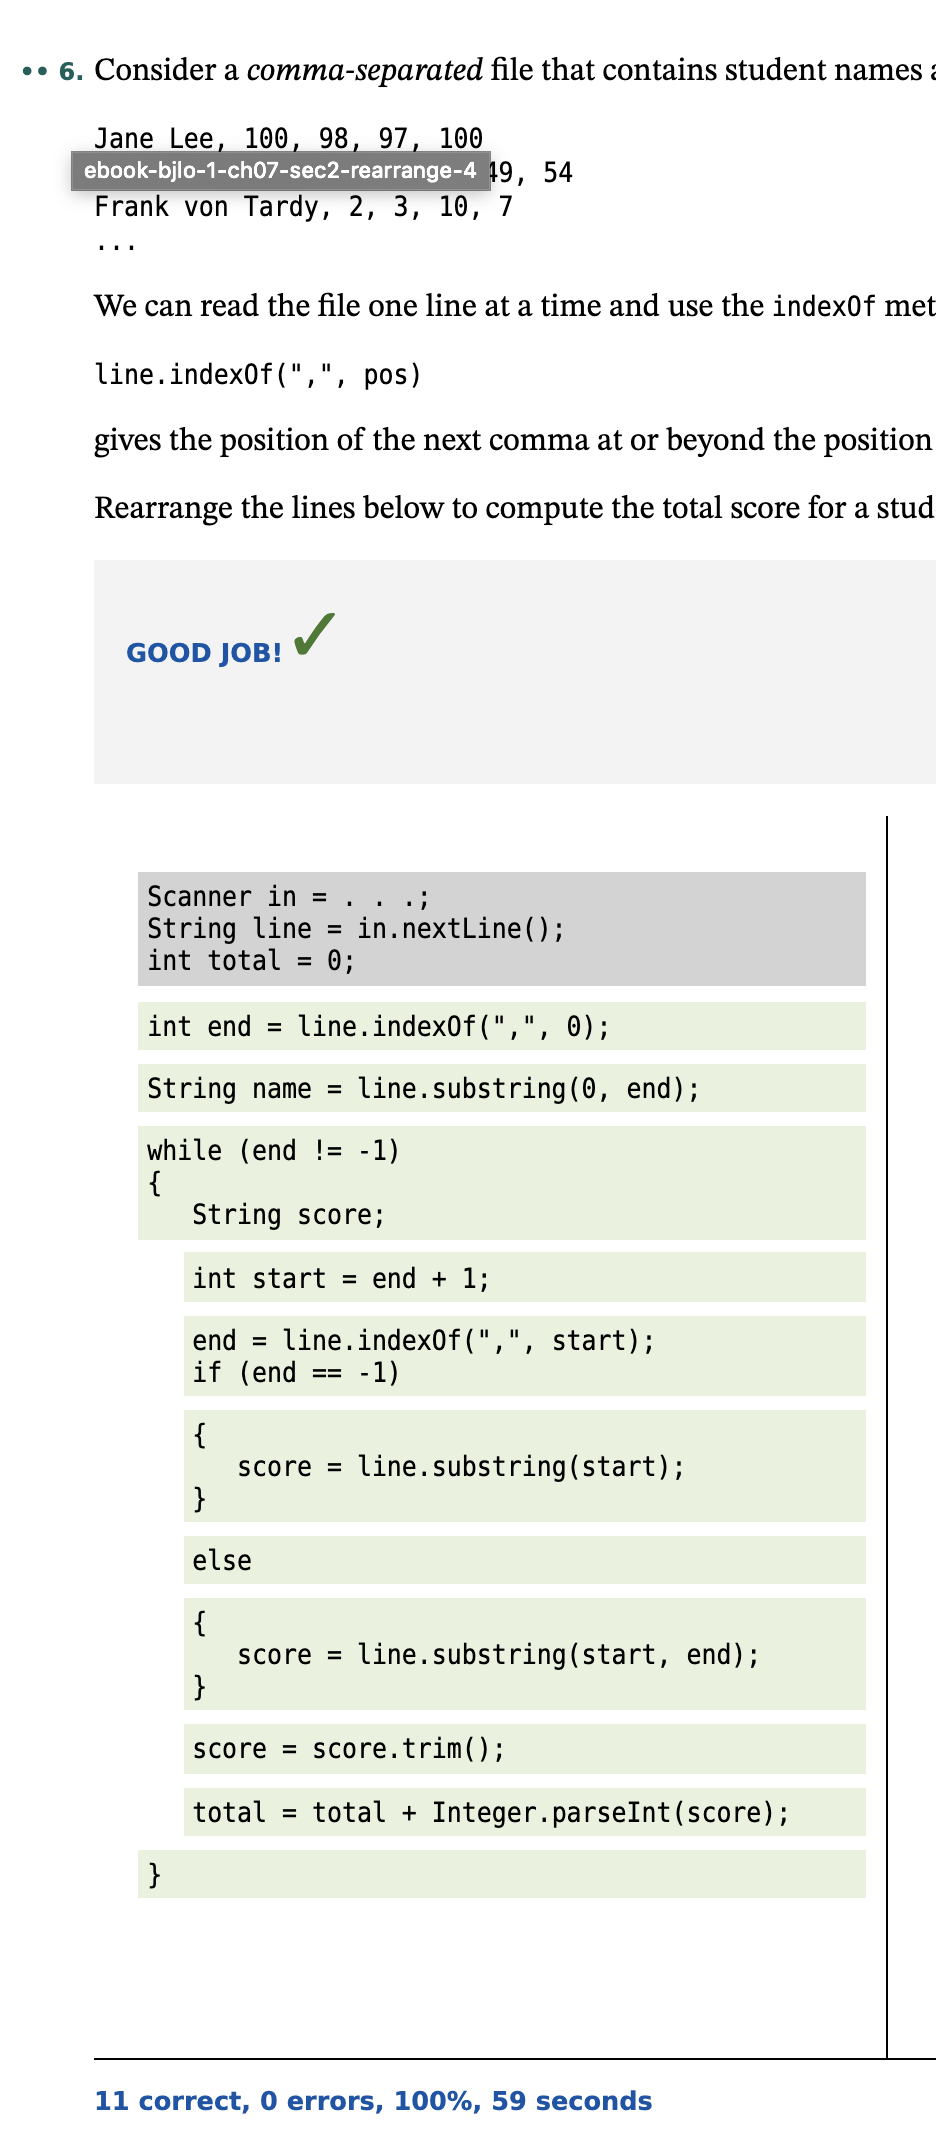 •• 6. Consider a comma-separated file that contains student names
Jane Lee, 100, 98, 97, 100
ebook-bjlo-1-ch07-sec2-rearrange-4
49, 54
Frank von Tardy, 2, 3, 10, 7
...
We can read the file one line at a time and use the indexOf met
line.indexOf(",", pos)
gives the position of the next comma at or beyond the position
Rearrange the lines below to compute the total score for a stud
GOOD JOB! ✓
Scanner in = . . .;
String line = in.nextLine();
int total = 0;
int end = line.indexOf(",", 0);
String name = line.substring(0, end);
while (end != -1)
{
String score;
int start = end + 1;
end = line.indexOf(",", start);
if (end == -1)
{
score = line.substring(start);
}
else
{
score = line.substring(start, end);
}
score = score.trim();
total = total + Integer.parseInt(score);
}
11 correct, 0 errors, 100%, 59 seconds